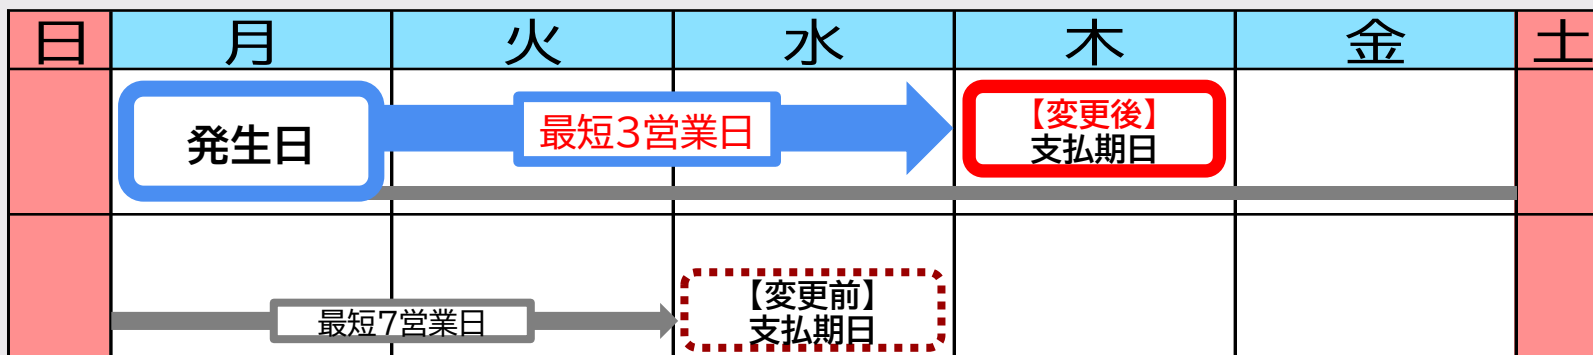 日 月 火 水 木 金 土
発生日
最短3営業日
【変更後】
支払期日
最短7営業日
【変更前】
支払期日